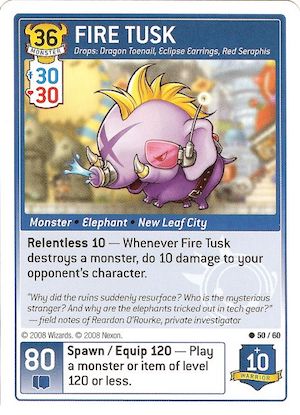 36
MONSTER
FIRE TUSK
Drops: Dragon Toenail, Eclipse Earrings, Red Seraphis
30
30
Monster • Elephant • New Leaf City
Relentless 10 — Whenever Fire Tusk
destroys a monster, do 10 damage to your
opponent's character.
"Why did the ruins suddenly resurface? Who is the mysterious
stranger? And why are the elephants tricked out in tech gear?"
— field notes of Reardon O'Rourke, private investigator
© 2008 Wizards. © 2008 Nexon.
● 50 / 60
80
Spawn / Equip 120 — Play
a monster or item of level
120 or less.
10
WARRIOR